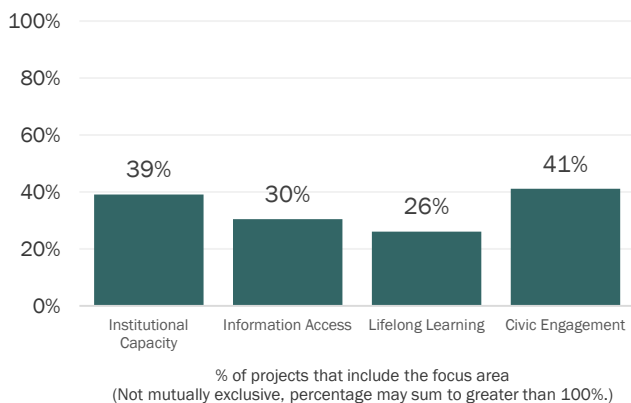 100%
80%
60%
40%
20%
0%
39%
30%
26%
41%
Institutional
Capacity
Information Access
Lifelong Learning
Civic Engagement
% of projects that include the focus area
(Not mutually exclusive, percentage may sum to greater than 100%.)